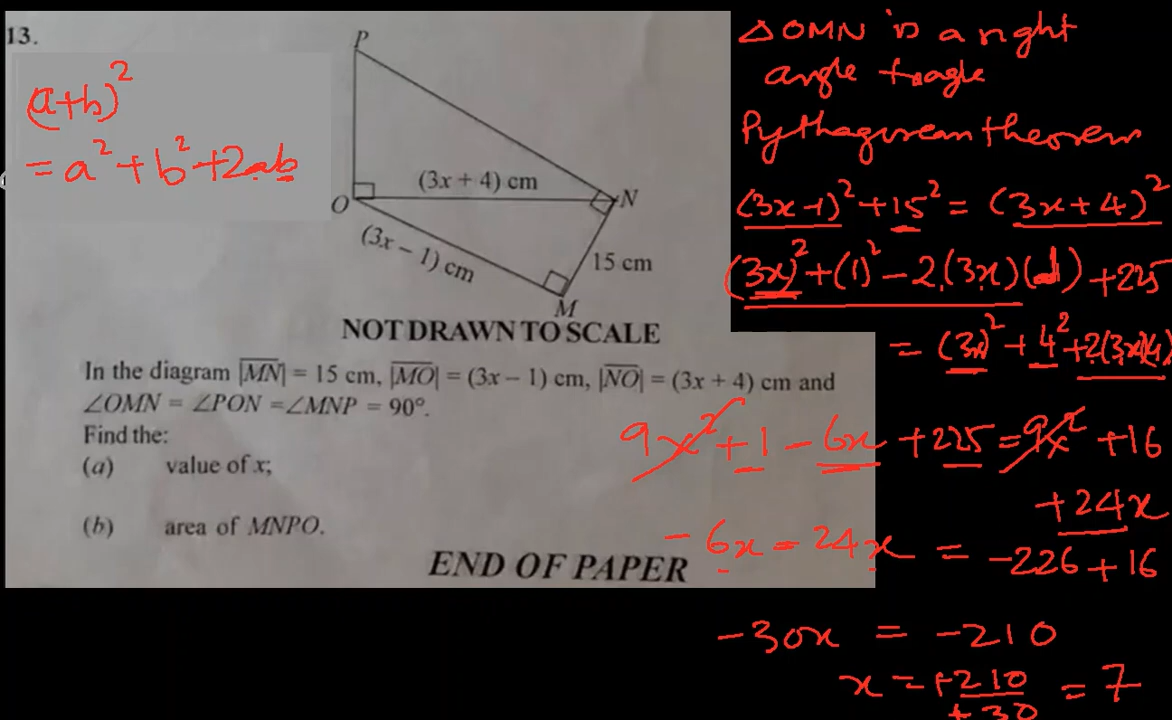 13.
(a+b)²
= a² + b² + 2ab
P
O
(3x + 4) cm
N
(3x − 1) cm
15 cm
M
NOT DRAWN TO SCALE
In the diagram |MN| = 15 cm, |MO| = (3x − 1) cm, |NO| = (3x + 4) cm and
∠OMN = ∠PON =∠MNP = 90°.
Find the:
(a) value of x;
(b) area of MNPO.
END OF PAPER
△OMN is a right
angle
Pythagorean theorem
(3x-1)² + 15² = (3x+4)²
(3x)² + (1)² − 2(3x)(1) + 225
= (3x)² + 4² + 2(3x)(4)
9x² + 1 − 6x + 225 = 9x² + 16
+ 24x
− 6x − 24x = −226 + 16
−30x = −210
x = +210/+30 = 7